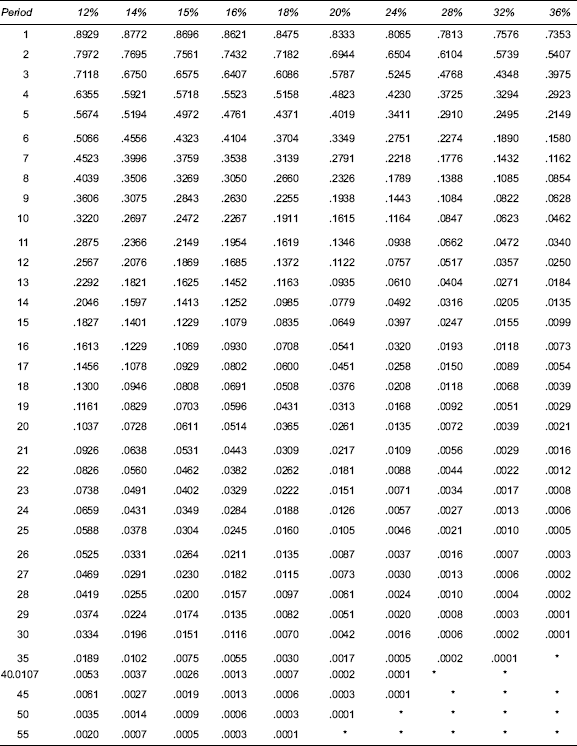 Period 12% 14% 15% 16% 18% 20% 24% 28% 32% 36%
1 .8929 .8772 .8696 .8621 .8475 .8333 .8065 .7813 .7576 .7353
2 .7972 .7695 .7561 .7432 .7182 .6944 .6504 .6104 .5739 .5407
3 .7118 .6750 .6575 .6407 .6086 .5787 .5245 .4768 .4348 .3975
4 .6355 .5921 .5718 .5523 .5158 .4823 .4230 .3725 .3294 .2923
5 .5674 .5194 .4972 .4761 .4371 .4019 .3411 .2910 .2495 .2149
6 .5066 .4556 .4323 .4104 .3704 .3349 .2751 .2274 .1890 .1580
7 .4523 .3996 .3759 .3538 .3139 .2791 .2218 .1776 .1432 .1162
8 .4039 .3506 .3269 .3050 .2660 .2326 .1789 .1388 .1085 .0854
9 .3606 .3075 .2843 .2630 .2255 .1938 .1443 .1084 .0822 .0628
10 .3220 .2697 .2472 .2267 .1911 .1615 .1164 .0847 .0623 .0462
11 .2875 .2366 .2149 .1954 .1619 .1346 .0938 .0662 .0472 .0340
12 .2567 .2076 .1869 .1685 .1372 .1122 .0757 .0517 .0357 .0250
13 .2292 .1821 .1625 .1452 .1163 .0935 .0610 .0404 .0271 .0184
14 .2046 .1597 .1413 .1252 .0985 .0779 .0492 .0316 .0205 .0135
15 .1827 .1401 .1229 .1079 .0835 .0649 .0397 .0247 .0155 .0099
16 .1613 .1229 .1069 .0930 .0708 .0541 .0320 .0193 .0118 .0073
17 .1456 .1078 .0929 .0802 .0600 .0451 .0258 .0150 .0089 .0054
18 .1300 .0946 .0808 .0691 .0508 .0376 .0208 .0118 .0068 .0039
19 .1161 .0829 .0703 .0596 .0431 .0313 .0168 .0092 .0051 .0029
20 .1037 .0728 .0611 .0514 .0365 .0261 .0135 .0072 .0039 .0021
21 .0926 .0638 .0531 .0443 .0309 .0217 .0109 .0056 .0029 .0016
22 .0826 .0560 .0462 .0382 .0262 .0181 .0088 .0044 .0022 .0012
23 .0738 .0491 .0402 .0329 .0222 .0151 .0071 .0034 .0017 .0008
24 .0659 .0431 .0349 .0284 .0188 .0126 .0057 .0027 .0013 .0006
25 .0588 .0378 .0304 .0245 .0160 .0105 .0046 .0021 .0010 .0005
26 .0525 .0331 .0264 .0211 .0135 .0087 .0037 .0016 .0007 .0003
27 .0469 .0291 .0230 .0182 .0115 .0073 .0030 .0013 .0006 .0002
28 .0419 .0255 .0200 .0157 .0097 .0061 .0024 .0010 .0004 .0002
29 .0374 .0224 .0174 .0135 .0082 .0051 .0020 .0008 .0003 .0001
30 .0334 .0196 .0151 .0116 .0070 .0042 .0016 .0006 .0002 .0001
35 .0189 .0102 .0075 .0055 .0030 .0017 .0005 .0002 .0001 *
40.0107 .0053 .0037 .0026 .0013 .0007 .0002 .0001 * *
45 .0061 .0027 .0019 .0013 .0006 .0003 .0001 * * *
50 .0035 .0014 .0009 .0006 .0003 .0001 * * * *
55 .0020 .0007 .0005 .0003 .0001 * * * * *